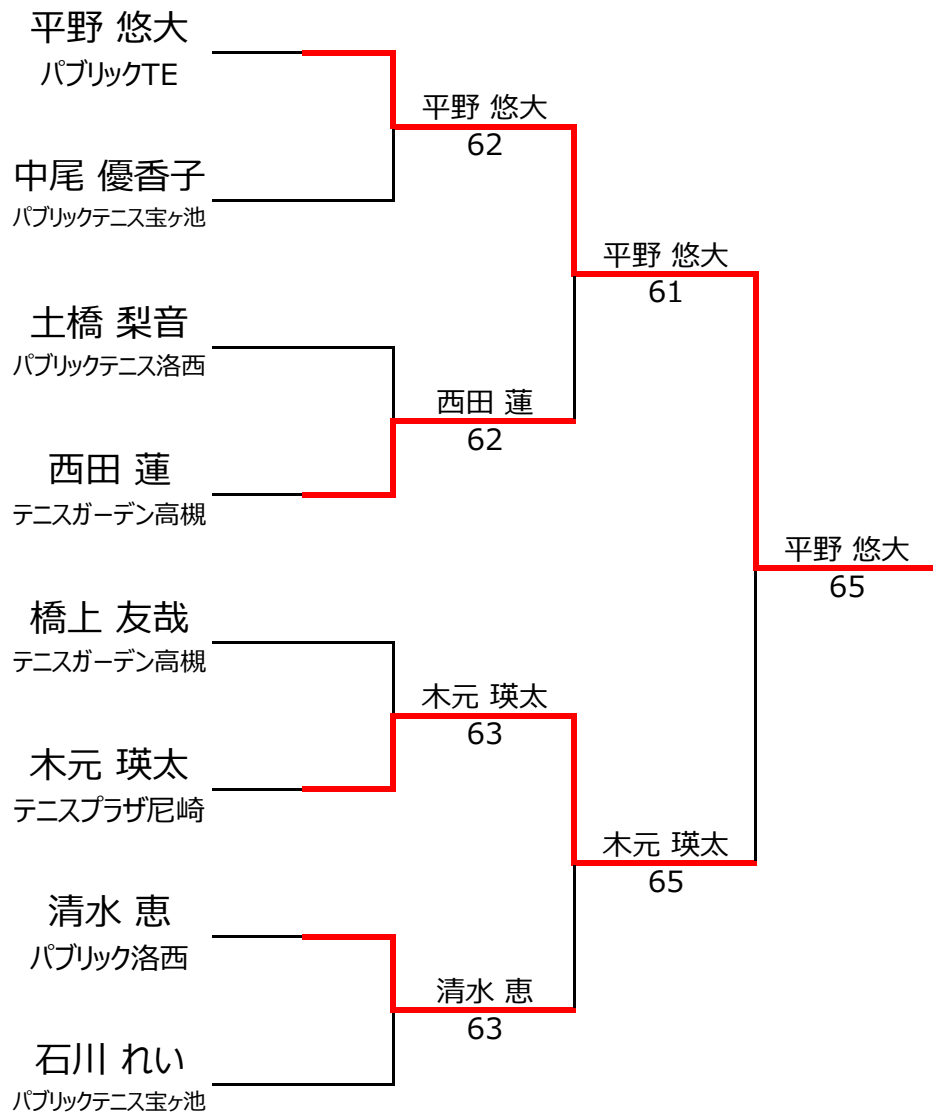 平野 悠大
パブリックTE
中尾 優香子
パブリックテニス宝ヶ池
土橋 梨音
パブリックテニス洛西
西田 蓮
テニスガーデン高槻
橋上 友哉
テニスガーデン高槻
木元 瑛太
テニスプラザ尼崎
清水 恵
パブリック洛西
石川 れい
パブリックテニス宝ヶ池
平野 悠大
62
西田 蓮
62
木元 瑛太
63
清水 恵
63
平野 悠大
61
木元 瑛太
65
平野 悠大
65